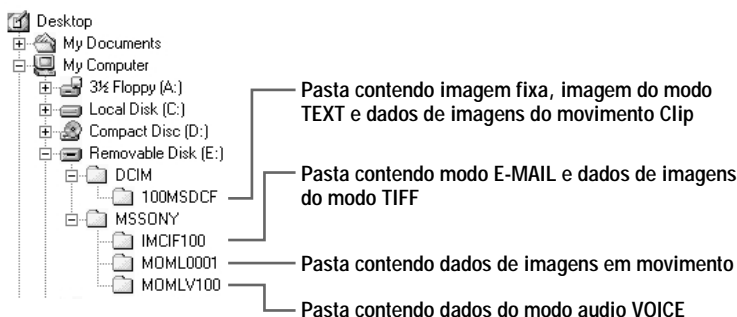 Desktop
My Documents
My Computer
3½ Floppy (A:)
Local Disk (C:)
Compact Disc (D:)
Removable Disk (E:)
DCIM
100MSDCF
MSSONY
IMCIF100
MOML0001
MOMLV100
Pasta contendo imagem fixa, imagem do modo
TEXT e dados de imagens do movimento Clip
Pasta contendo modo E-MAIL e dados de imagens
do modo TIFF
Pasta contendo dados de imagens em movimento
Pasta contendo dados do modo audio VOICE